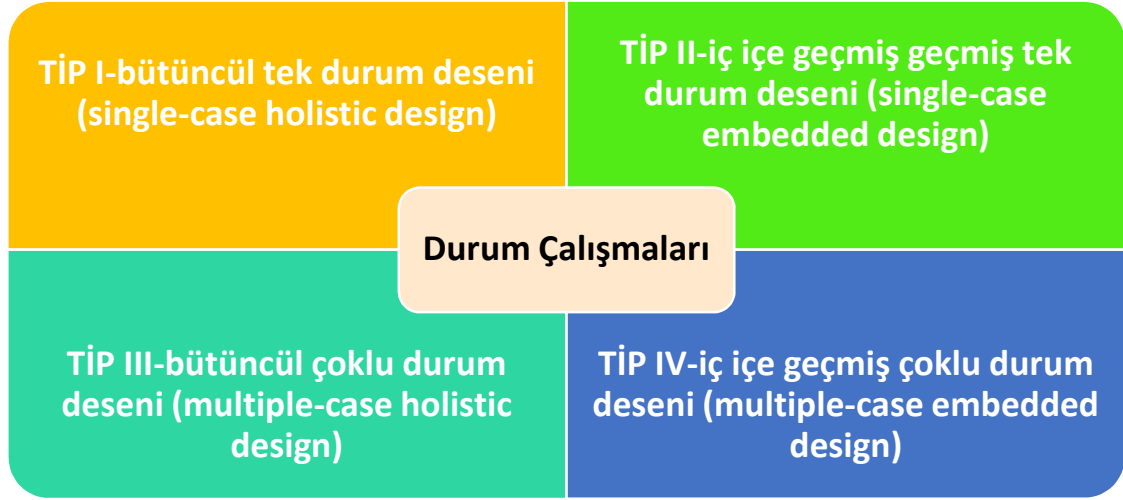 TİP I-bütüncül tek durum deseni
(single-case holistic design)
TİP II-iç içe geçmiş geçmiş tek
durum deseni (single-case
embedded design)
Durum Çalışmaları
TİP III-bütüncül çoklu durum
deseni (multiple-case holistic
design)
TİP IV-iç içe geçmiş çoklu durum
deseni (multiple-case embedded
design)